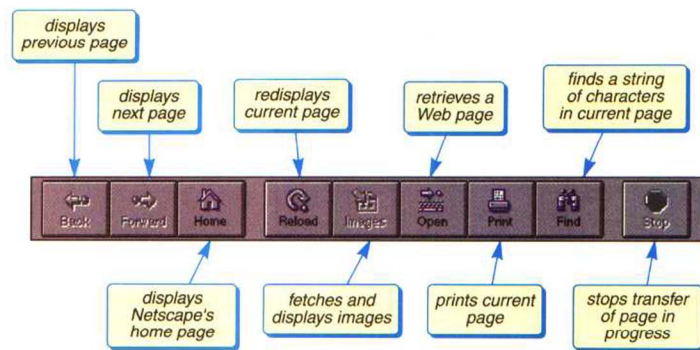 displays
previous page
displays
next page
redisplays
current page
retrieves a
Web page
finds a string
of characters
in current page
Back
Forward
Home
Reload
Images
Open
Print
Find
Stop
displays
Netscape's
home page
fetches and
displays images
prints current
page
stops transfer
of page in
progress